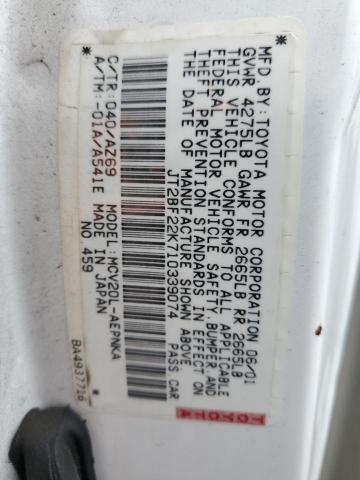 MFD.BY:TOYOTA MOTOR CORPORATION 06/01
GVWR 4275LB GAWR FR 2665LB RR 2665LB
THIS VEHICLE CONFORMS TO ALL APPLICABLE
FEDERAL MOTOR VEHICLE SAFETY,BUMPER,AND
THEFT PREVENTION STANDARDS IN EFFECT ON
THE DATE OF MANUFACTURE SHOWN ABOVE.
JT2BF22K710339074 PASS.CAR
C/TR:040/AZ69 MODEL:MCV20L-AEPNKA
A/TM:-01A/A541E MADE IN JAPAN
NO 459
BA4937716
TOYOTA